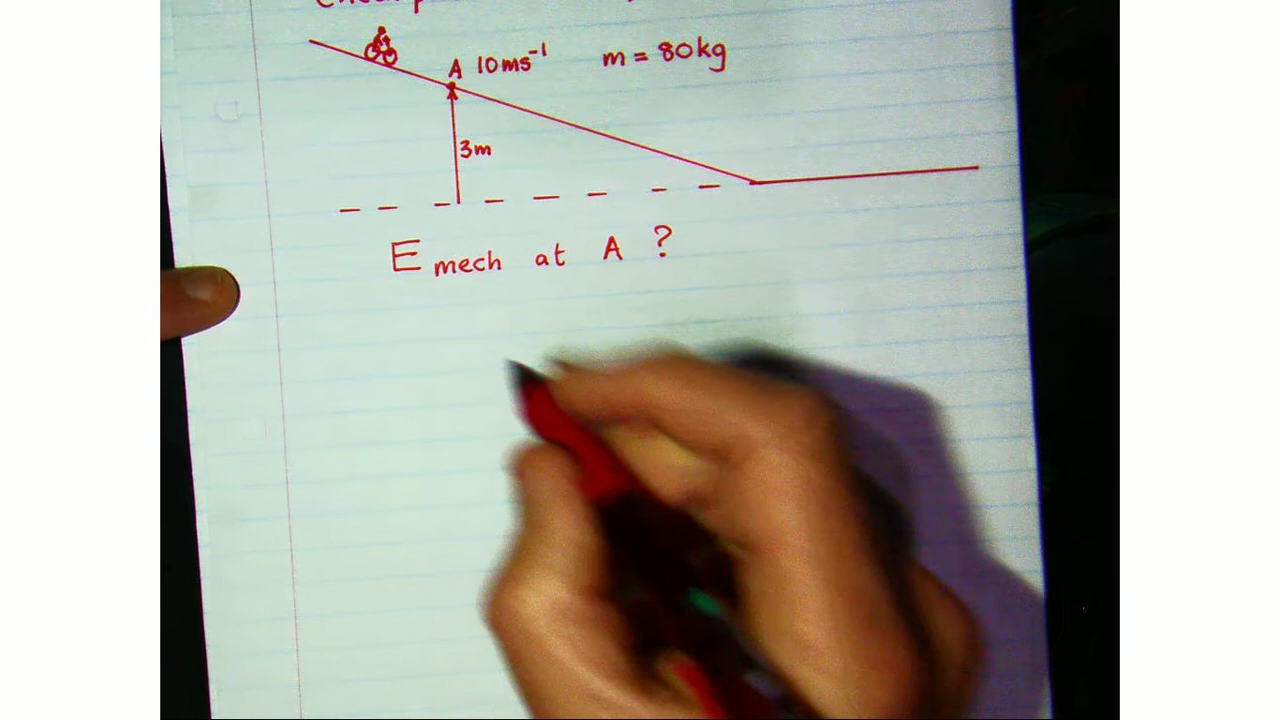 A 10ms⁻¹ m = 80kg
3m
E mech at A ?